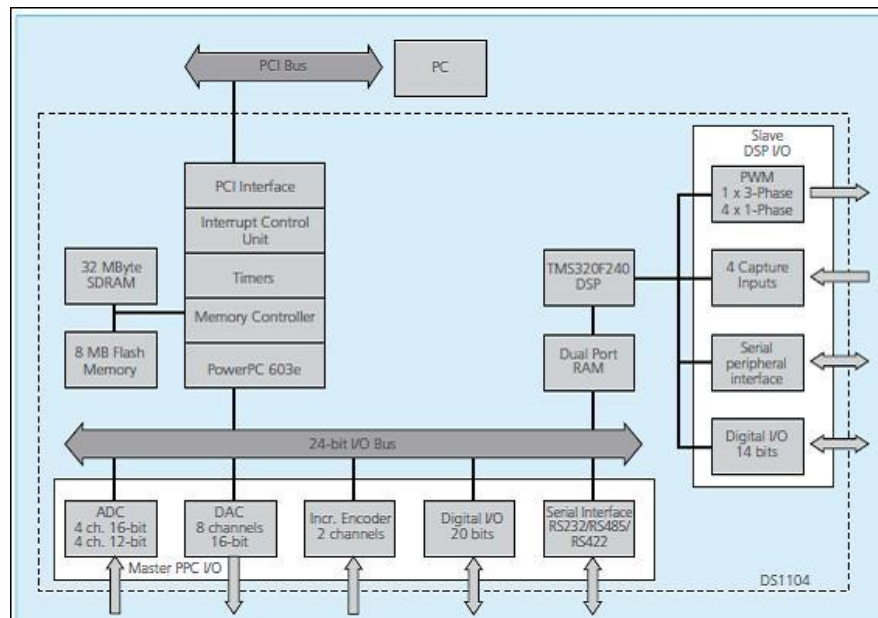 PCI Bus
PC
PCI Interface
Interrupt Control
Unit
Timers
Memory Controller
PowerPC 603e
32 MByte
SDRAM
8 MB Flash
Memory
TMS320F240
DSP
Dual Port
RAM
Slave
DSP I/O
PWM
1 x 3-Phase
4 x 1-Phase
4 Capture
Inputs
Serial
peripheral
interface
Digital I/O
14 bits
24-bit I/O Bus
ADC
4 ch. 16-bit
4 ch. 12-bit
DAC
8 channels
16-bit
Incr. Encoder
2 channels
Digital I/O
20 bits
Serial Interface
RS232/RS485/
RS422
Master PPC I/O
DS1104